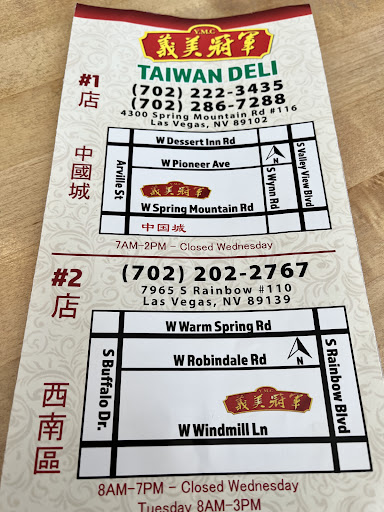 Y.M.C
義美冠軍
TAIWAN DELI
#1
店
(702) 222-3435
(702) 286-7288
4300 Spring Mountain Rd #116
Las Vegas, NV 89102
中國城
W Dessert Inn Rd
W Pioneer Ave
Arville St
N
S Wynn Rd
S Valley View Blvd
Y.M.C
義美冠軍
W Spring Mountain Rd
中国城
7AM-2PM - Closed Wednesday
#2
店
(702) 202-2767
7965 S Rainbow #110
Las Vegas, NV 89139
西南區
W Warm Spring Rd
S Buffalo Dr.
W Robindale Rd
N
S Rainbow Blvd
Y.M.C
義美冠軍
W Windmill Ln
8AM-7PM - Closed Wednesday
Tuesday 8AM-3PM